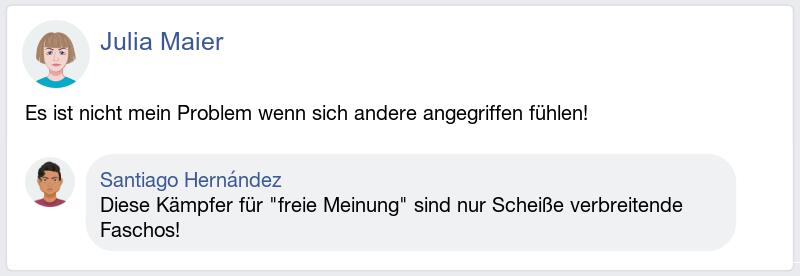 Julia Maier
Es ist nicht mein Problem wenn sich andere angegriffen fühlen!
Santiago Hernández
Diese Kämpfer für "freie Meinung" sind nur Scheiße verbreitende
Faschos!